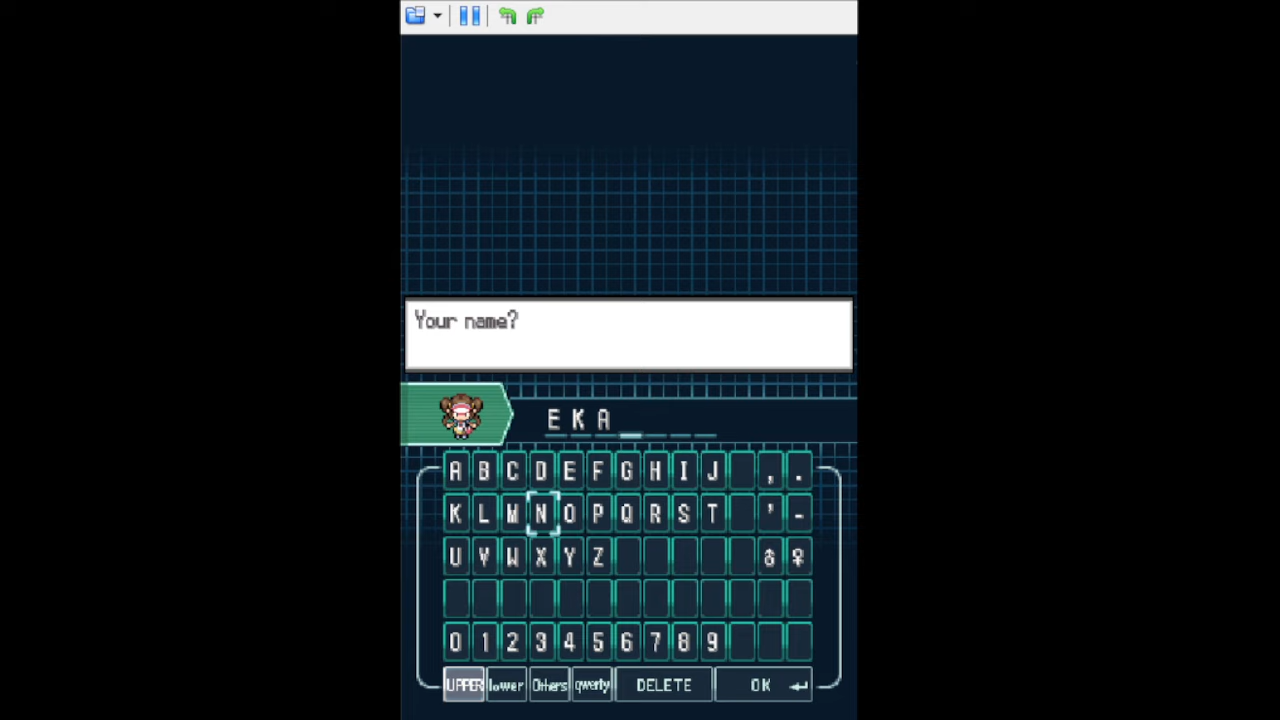 Your name?
EKA
A B C D E F G H I J , .
K L M N O P Q R S T ' -
U V W X Y Z ♂ ♀
0 1 2 3 4 5 6 7 8 9
UPPER lower Others qwerty DELETE OK